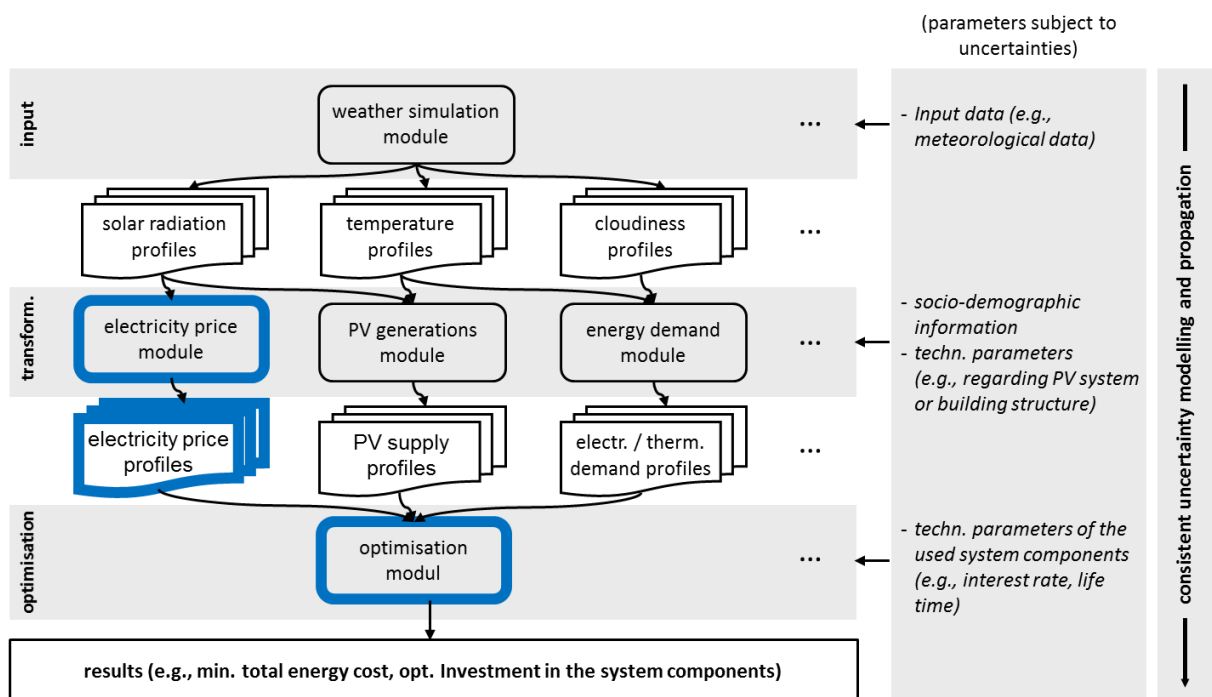 (parameters subject to
uncertainties)
input
weather simulation
module
...
- Input data (e.g.,
meteorological data)
solar radiation
profiles
temperature
profiles
cloudiness
profiles
...
transform.
electricity price
module
PV generations
module
energy demand
module
...
- socio-demographic
information
- techn. parameters
(e.g., regarding PV system
or building structure)
electricity price
profiles
PV supply
profiles
electr. / therm.
demand profiles
...
optimisation
optimisation
modul
...
- techn. parameters of the
used system components
(e.g., interest rate, life
time)
consistent uncertainty modelling and propagation
results (e.g., min. total energy cost, opt. Investment in the system components)